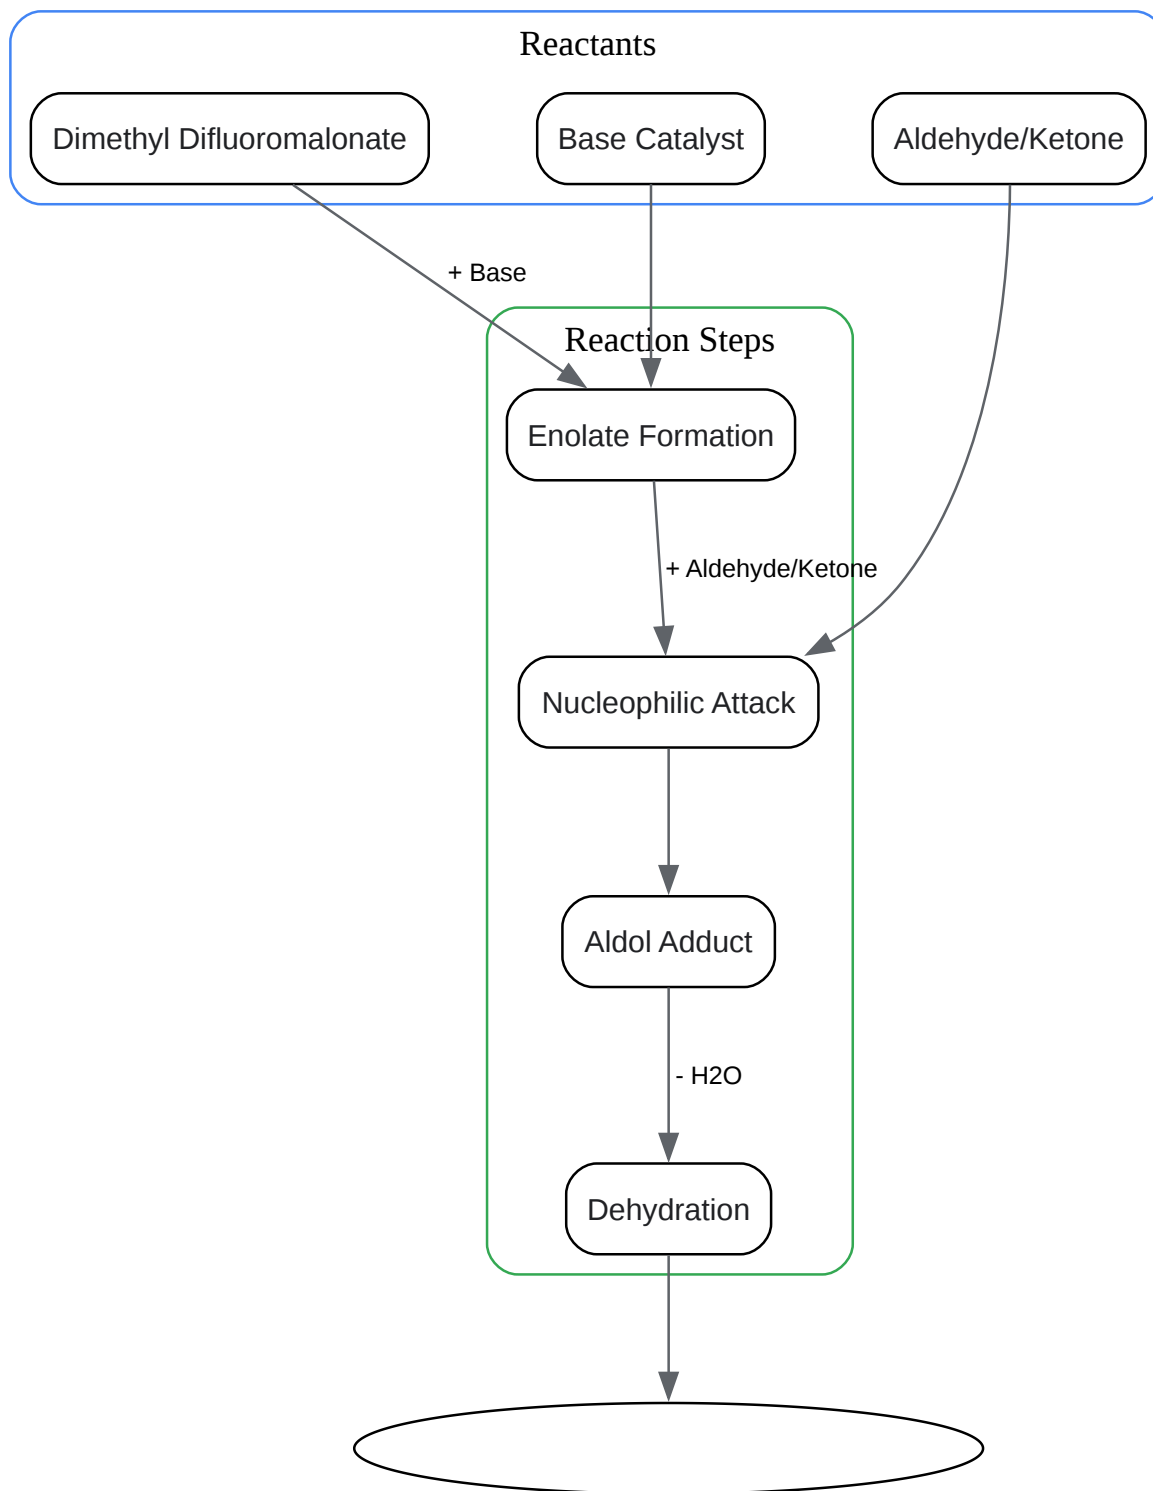 Reactants
Dimethyl Difluoromalonate
Base Catalyst
Aldehyde/Ketone
+ Base
Reaction Steps
Enolate Formation
+ Aldehyde/Ketone
Nucleophilic Attack
Aldol Adduct
- H2O
Dehydration